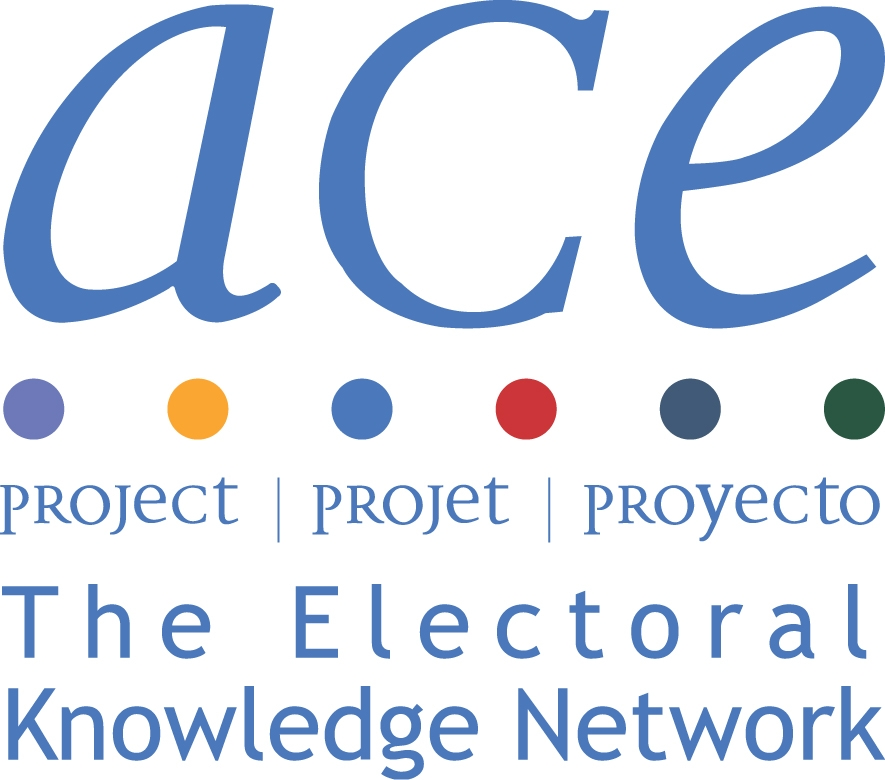 ace
project | projet | proyecto
The Electoral
Knowledge Network